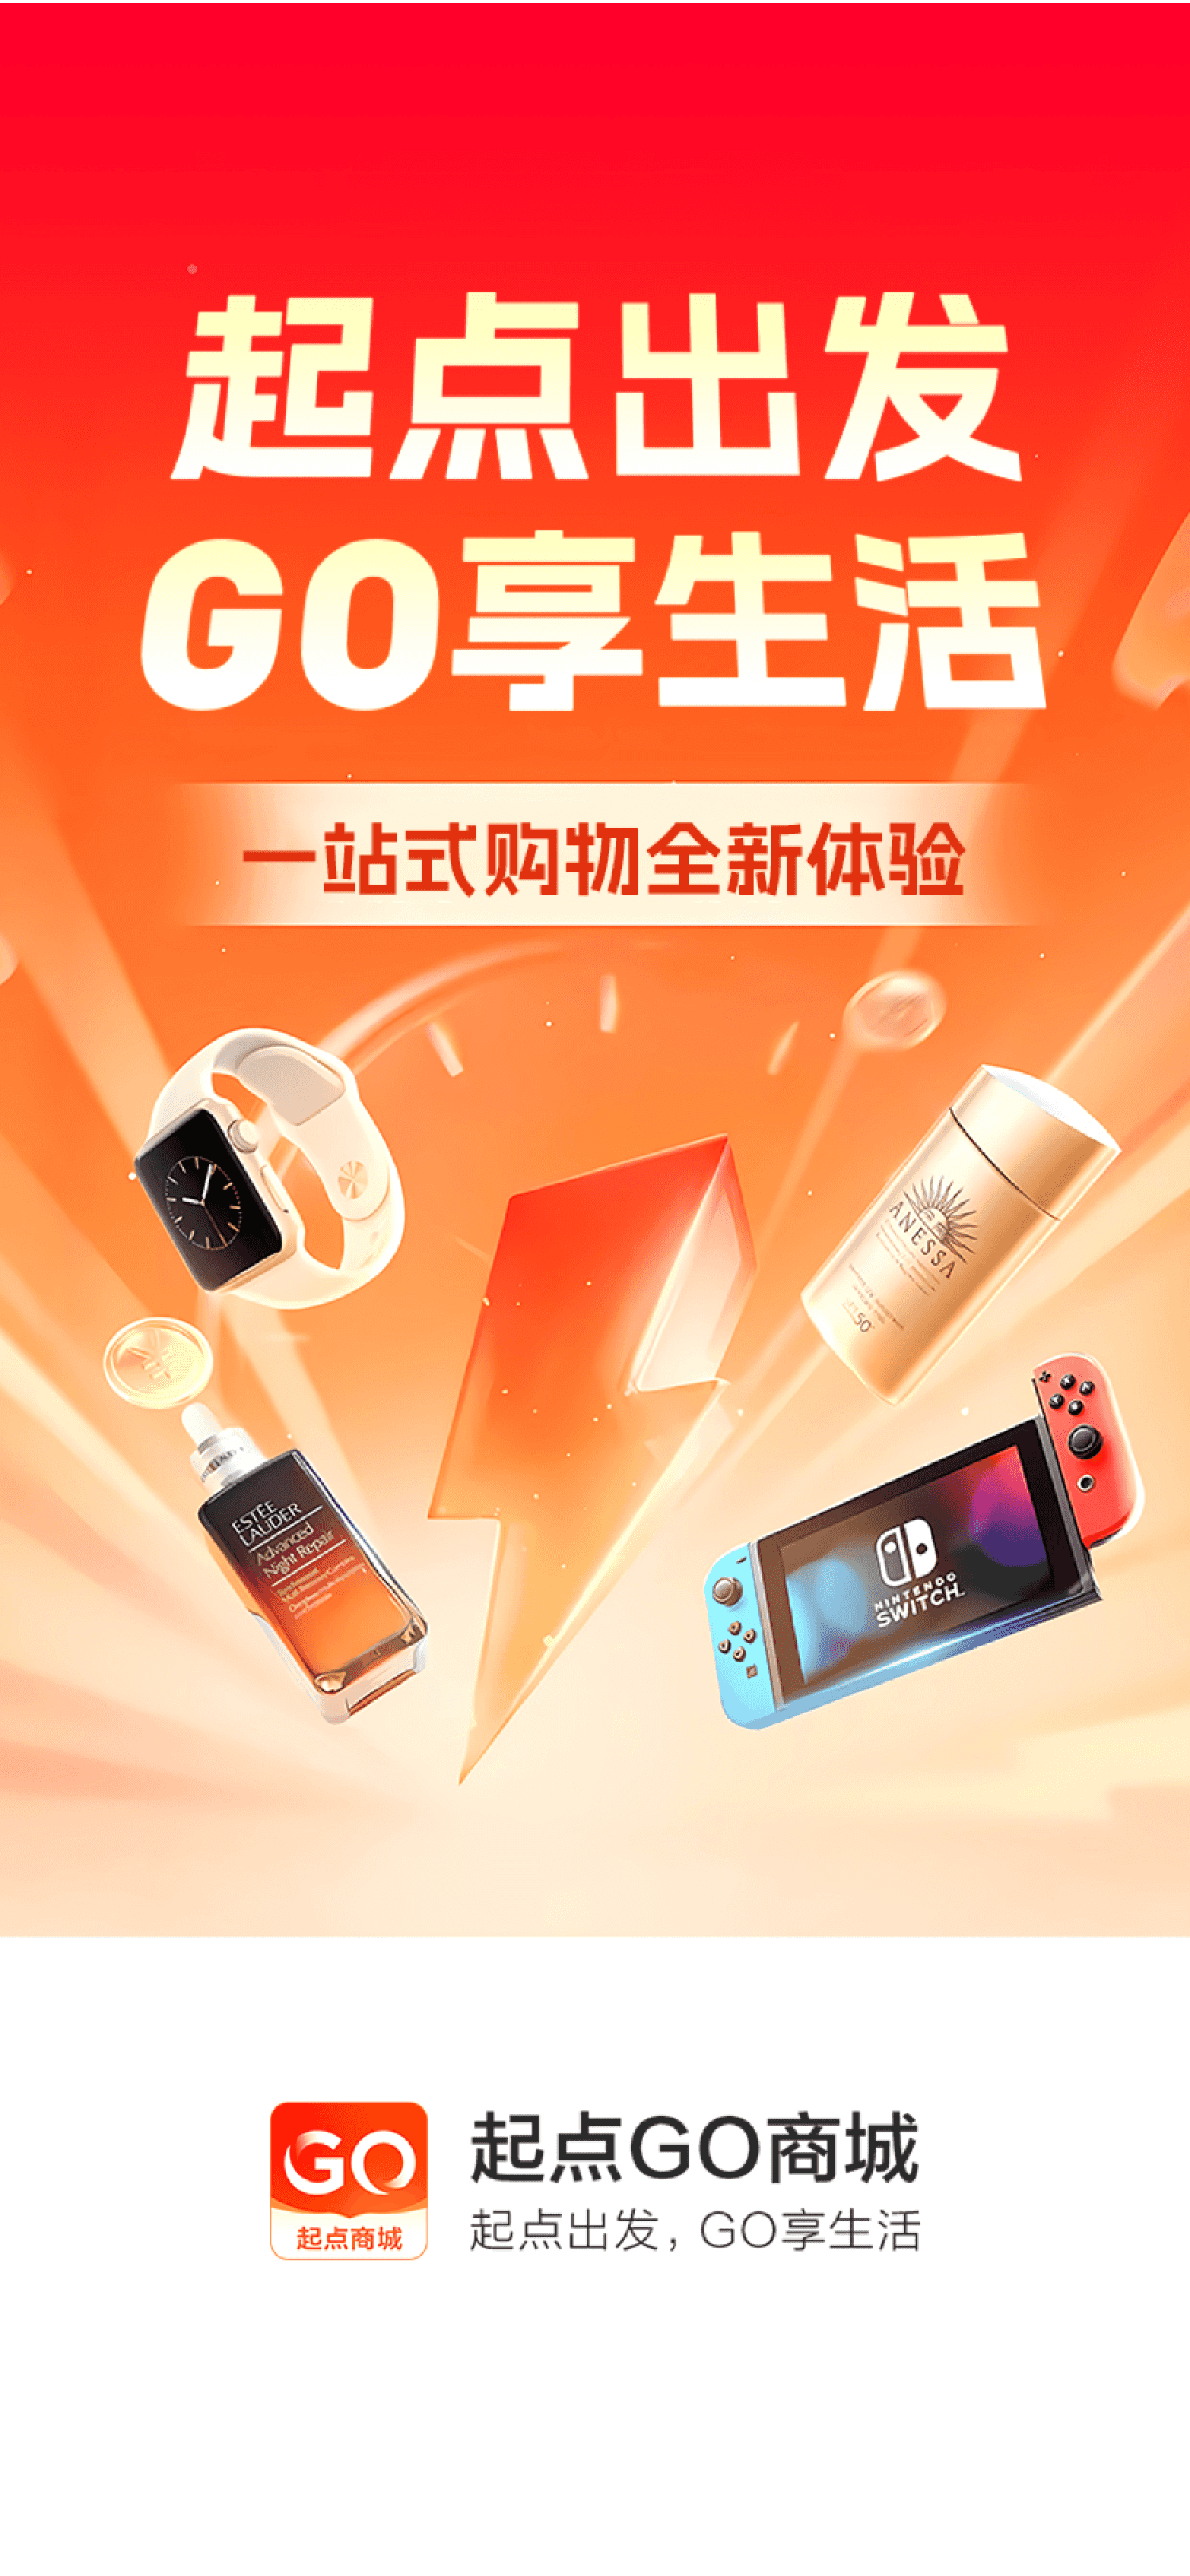 起点出发
GO享生活
一站式购物全新体验
ANESSA
50+
ESTĒE
LAUDER
Advanced
Night Repair
NINTENDO
SWITCH
GO
起点商城
起点GO商城
起点出发，GO享生活